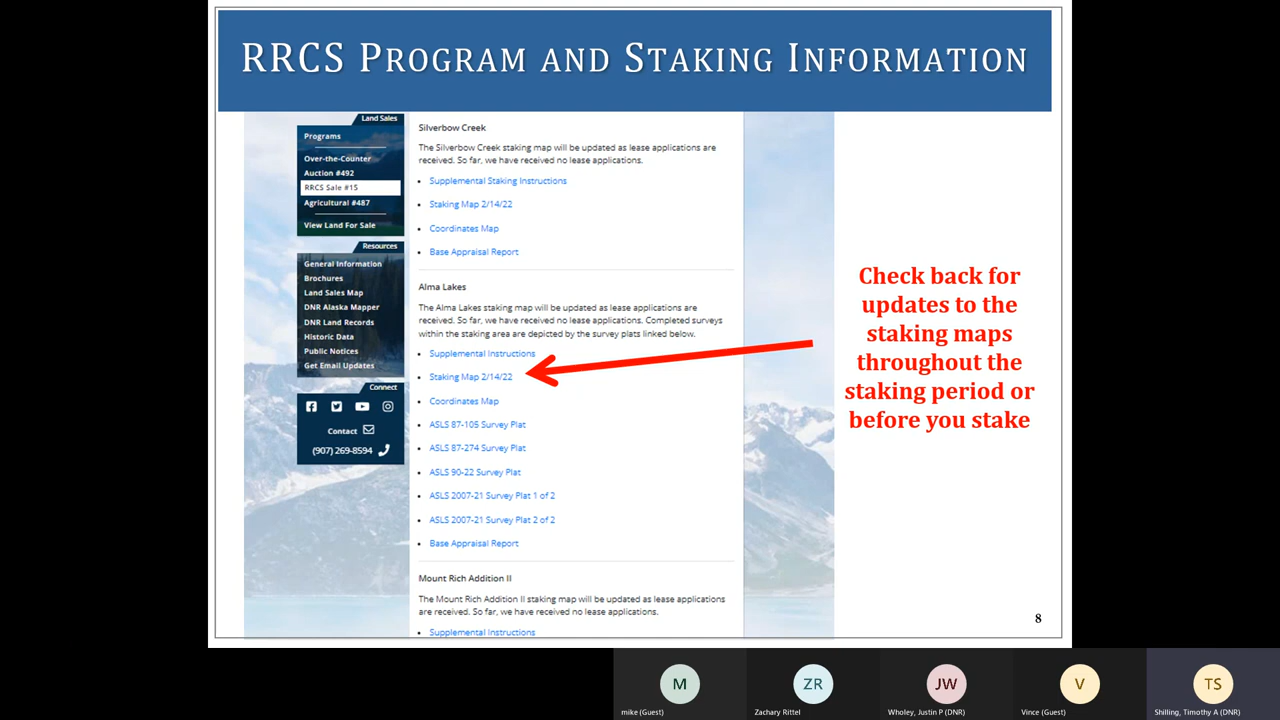 RRCS PROGRAM AND STAKING INFORMATION
Land Sales
Programs
Over-the-Counter
Auction #492
RRCS Sale #15
Agricultural #487
View Land For Sale
Resources
General Information
Brochures
Land Sales Map
DNR Alaska Mapper
DNR Land Records
Historic Data
Public Notices
Get Email Updates
Connect
Contact
(907) 269-8594
Silverbow Creek
The Silverbow Creek staking map will be updated as lease applications are
received. So far, we have received no lease applications.
• Supplemental Staking Instructions
• Staking Map 2/14/22
• Coordinates Map
• Base Appraisal Report
Alma Lakes
The Alma Lakes staking map will be updated as lease applications are
received. So far, we have received no lease applications. Completed surveys
within the staking area are depicted by the survey plats linked below.
• Supplemental Instructions
• Staking Map 2/14/22
• Coordinates Map
• ASLS 87-105 Survey Plat
• ASLS 87-274 Survey Plat
• ASLS 90-22 Survey Plat
• ASLS 2007-21 Survey Plat 1 of 2
• ASLS 2007-21 Survey Plat 2 of 2
• Base Appraisal Report
Mount Rich Addition II
The Mount Rich Addition II staking map will be updated as lease applications
are received. So far, we have received no lease applications.
• Supplemental Instructions
Check back for
updates to the
staking maps
throughout the
staking period or
before you stake
8
M
mike (Guest)
ZR
Zachary Rittel
JW
Wholey, Justin P (DNR)
V
Vince (Guest)
TS
Shilling, Timothy A (DNR)